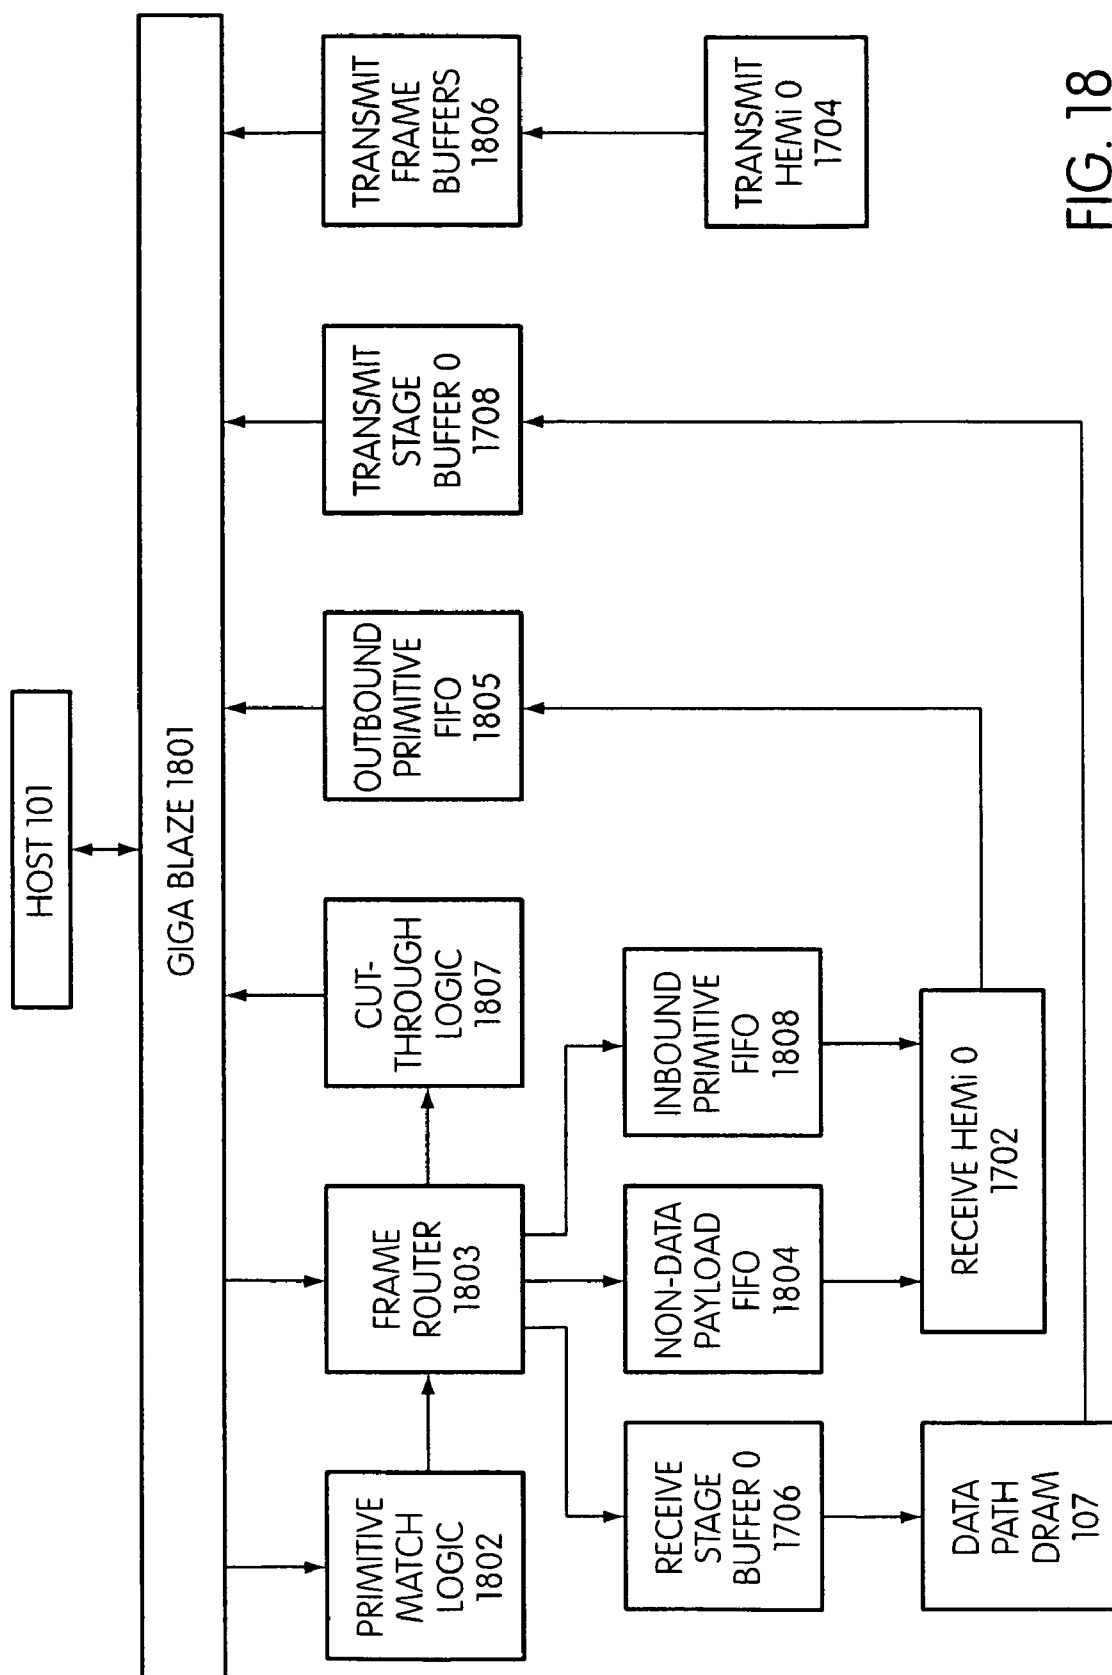 HOST 101
GIGA BLAZE 1801
PRIMITIVE
MATCH
LOGIC
1802
FRAME
ROUTER
1803
CUT-
THROUGH
LOGIC
1807
OUTBOUND
PRIMITIVE
FIFO
1805
TRANSMIT
STAGE
BUFFER 0
1708
TRANSMIT
FRAME
BUFFERS
1806
RECEIVE
STAGE
BUFFER 0
1706
NON-DATA
PAYLOAD
FIFO
1804
INBOUND
PRIMITIVE
FIFO
1808
TRANSMIT
HEMi 0
1704
DATA
PATH
DRAM
107
RECEIVE HEMi 0
1702
FIG. 18